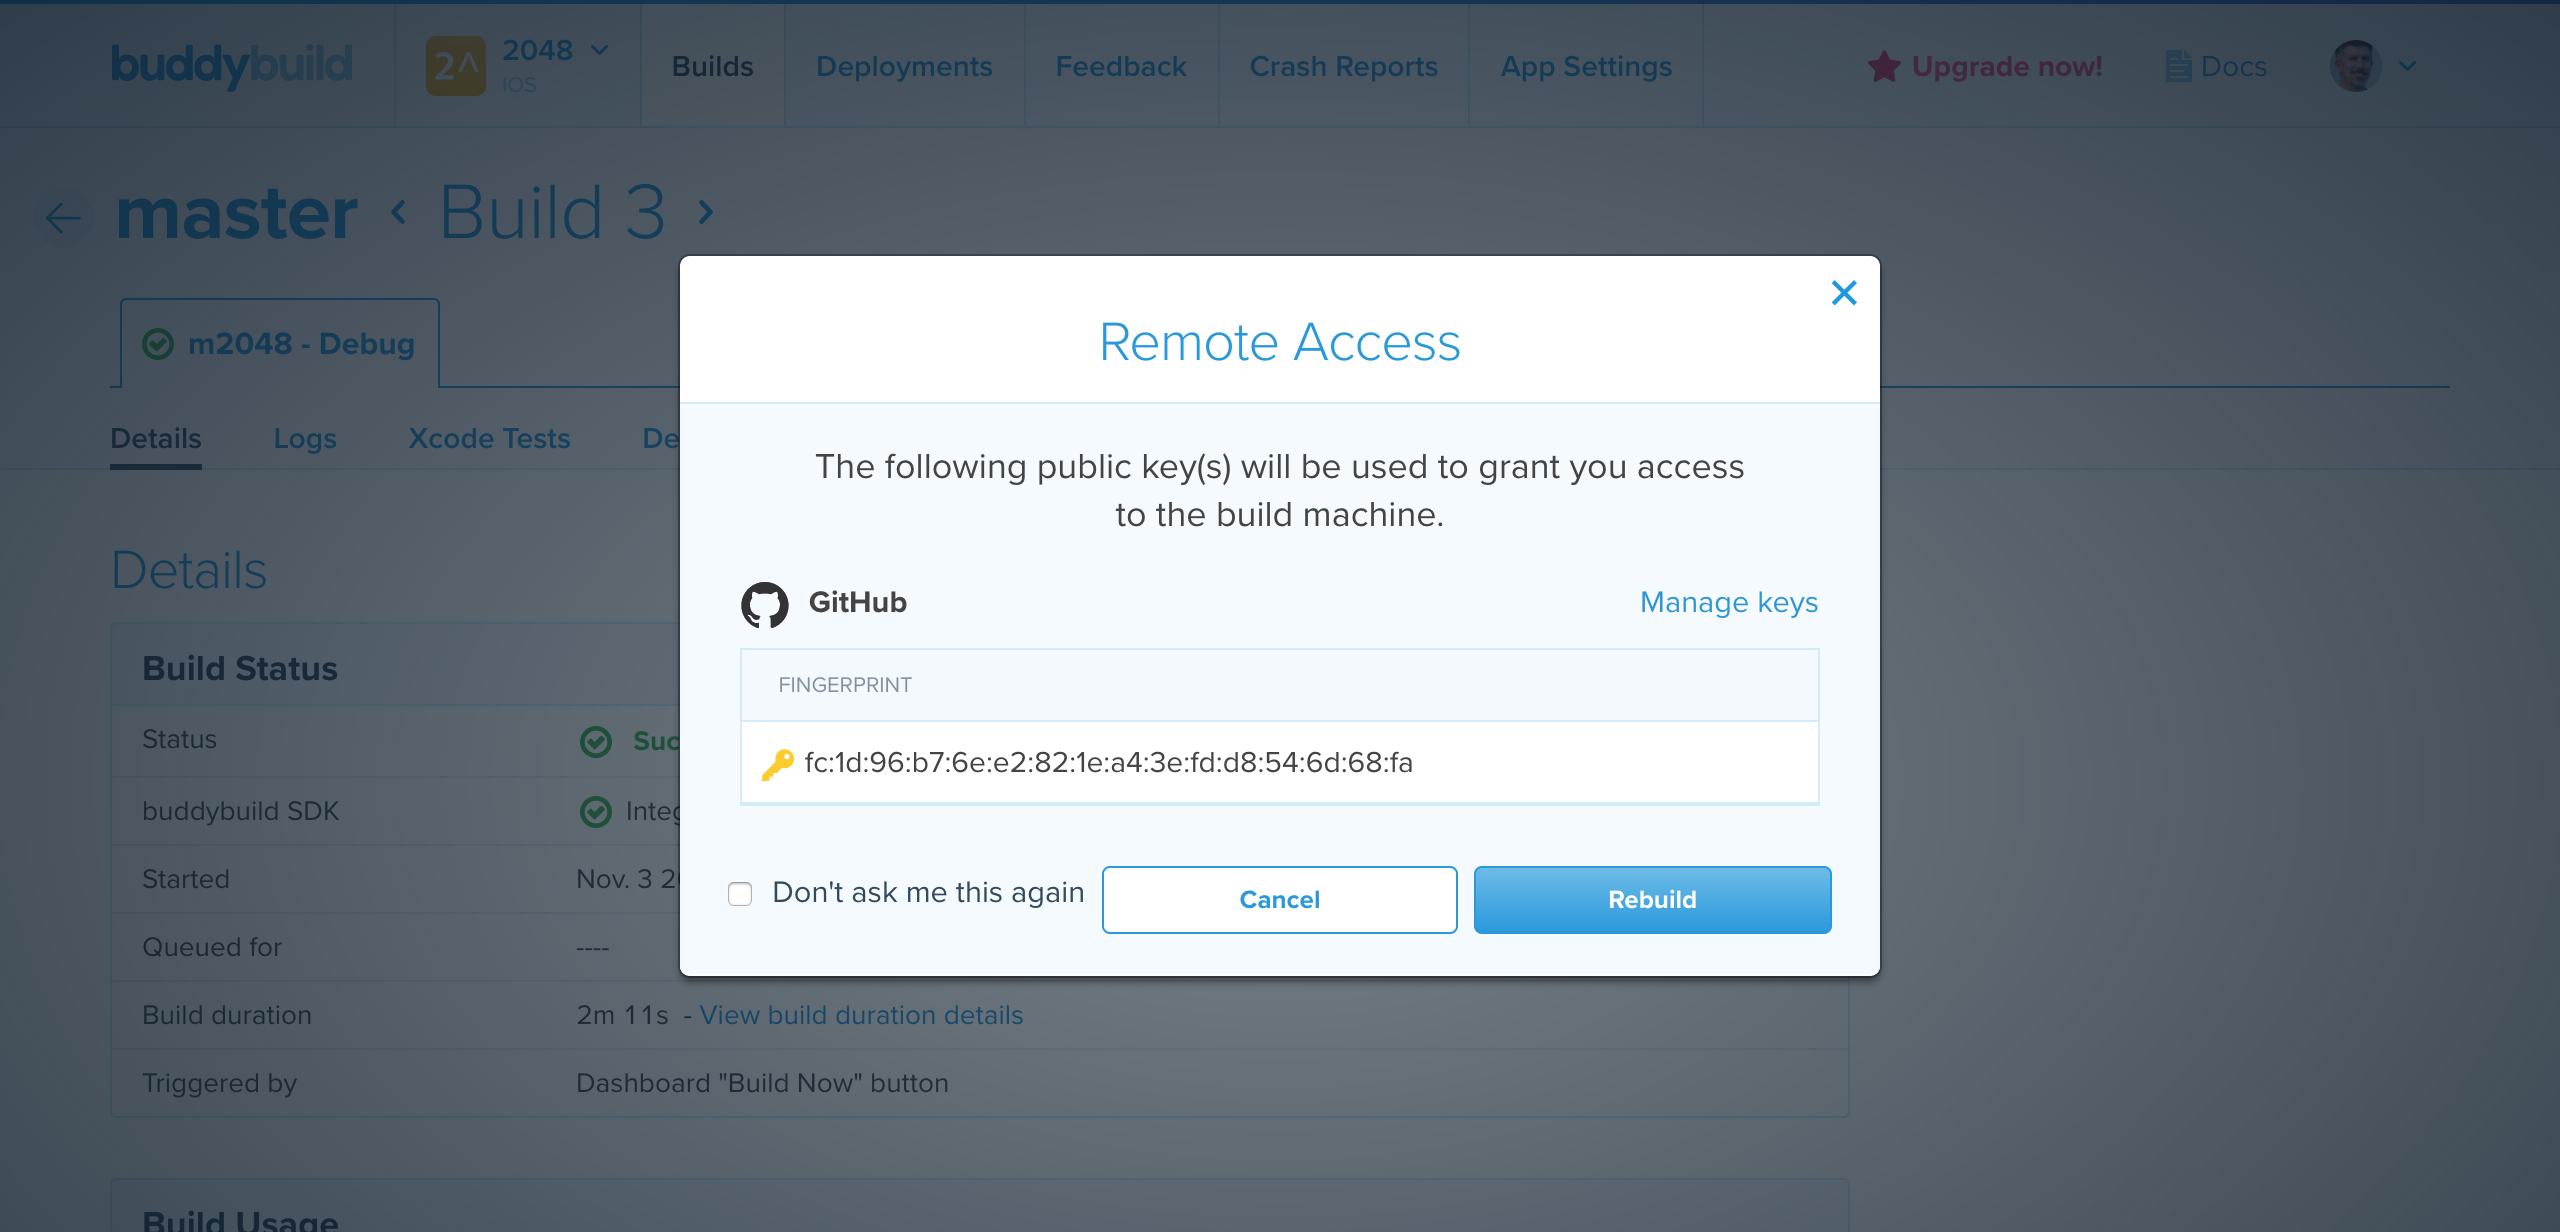 buddybuild
2^
2048
IOS
Builds
Deployments
Feedback
Crash Reports
App Settings
Upgrade now!
Docs
master
Build 3
m2048 - Debug
Details
Logs
Xcode Tests
De
Remote Access
The following public key(s) will be used to grant you access
to the build machine.
GitHub
Manage keys
FINGERPRINT
fc:1d:96:b7:6e:e2:82:1e:a4:3e:fd:d8:54:6d:68:fa
Don't ask me this again
Cancel
Rebuild
Details
Build Status
Status
Suc
buddybuild SDK
Integ
Started
Nov. 3 20
Queued for
----
Build duration
2m 11s - View build duration details
Triggered by
Dashboard "Build Now" button
Build Usage